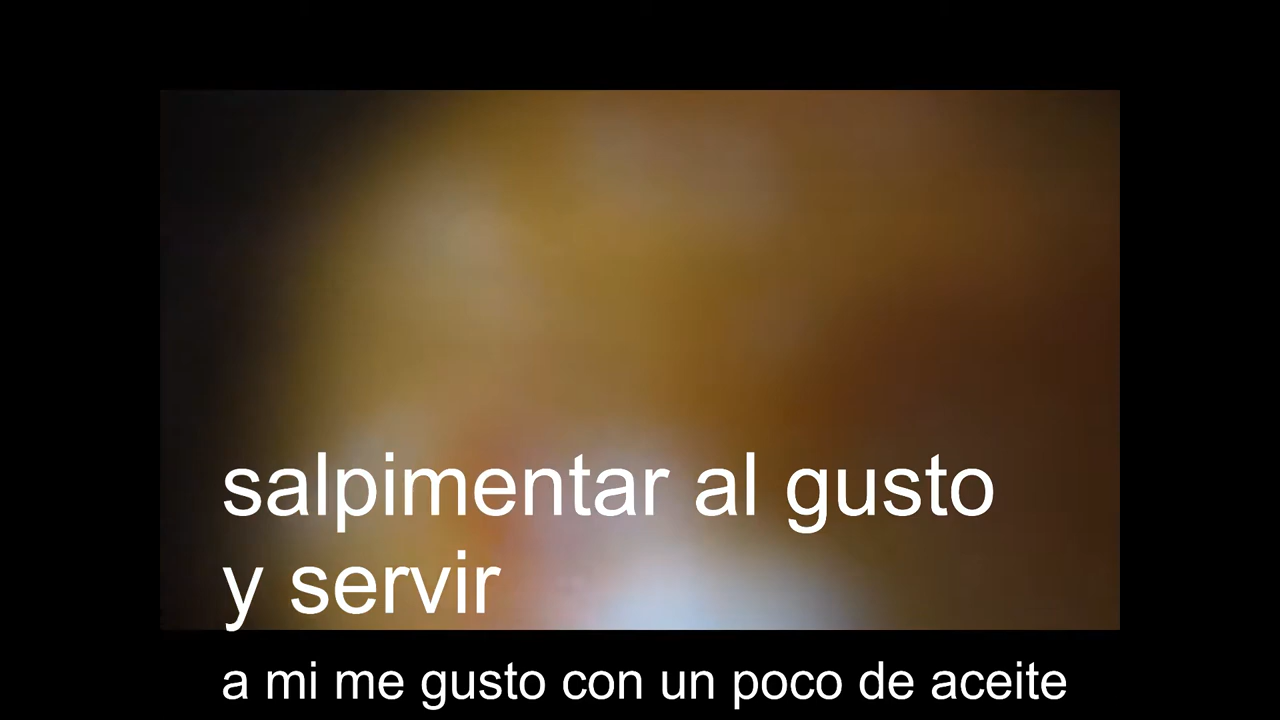 salpimentar al gusto
y servir
a mi me gusto con un poco de aceite